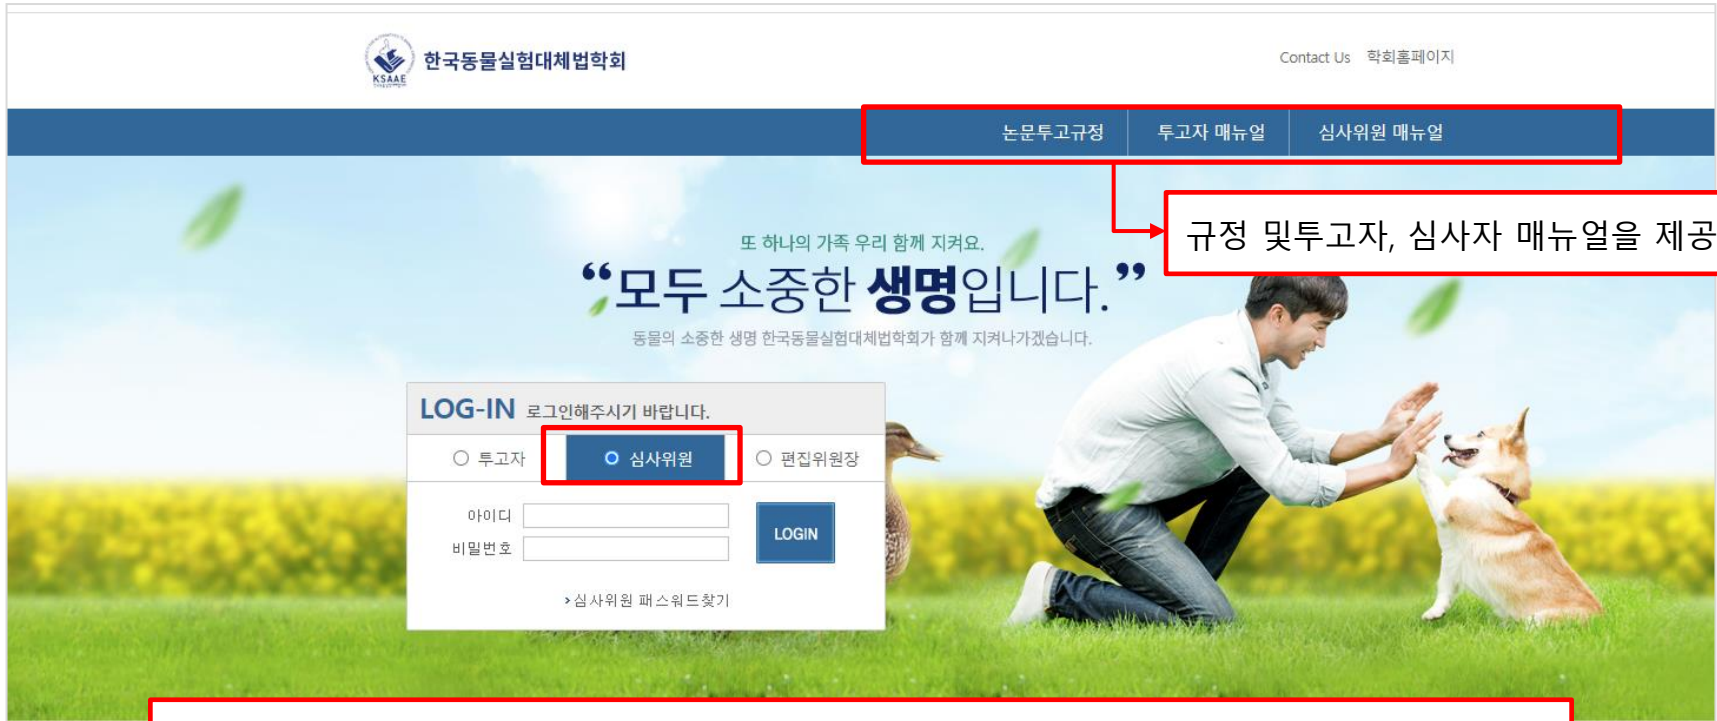 KSAAE
한국동물실험대체법학회
Contact Us 학회홈페이지
논문투고규정 투고자 매뉴얼 심사위원 매뉴얼
규정 및투고자, 심사자 매뉴얼을 제공
또 하나의 가족 우리 함께 지켜요.
“모두 소중한 생명입니다.”
동물의 소중한 생명 한국동물실험대체법학회가 함께 지켜나가겠습니다.
LOG-IN 로그인해주시기 바랍니다.
투고자 심사위원 편집위원장
아이디
비밀번호
LOGIN
›심사위원 패스워드찾기